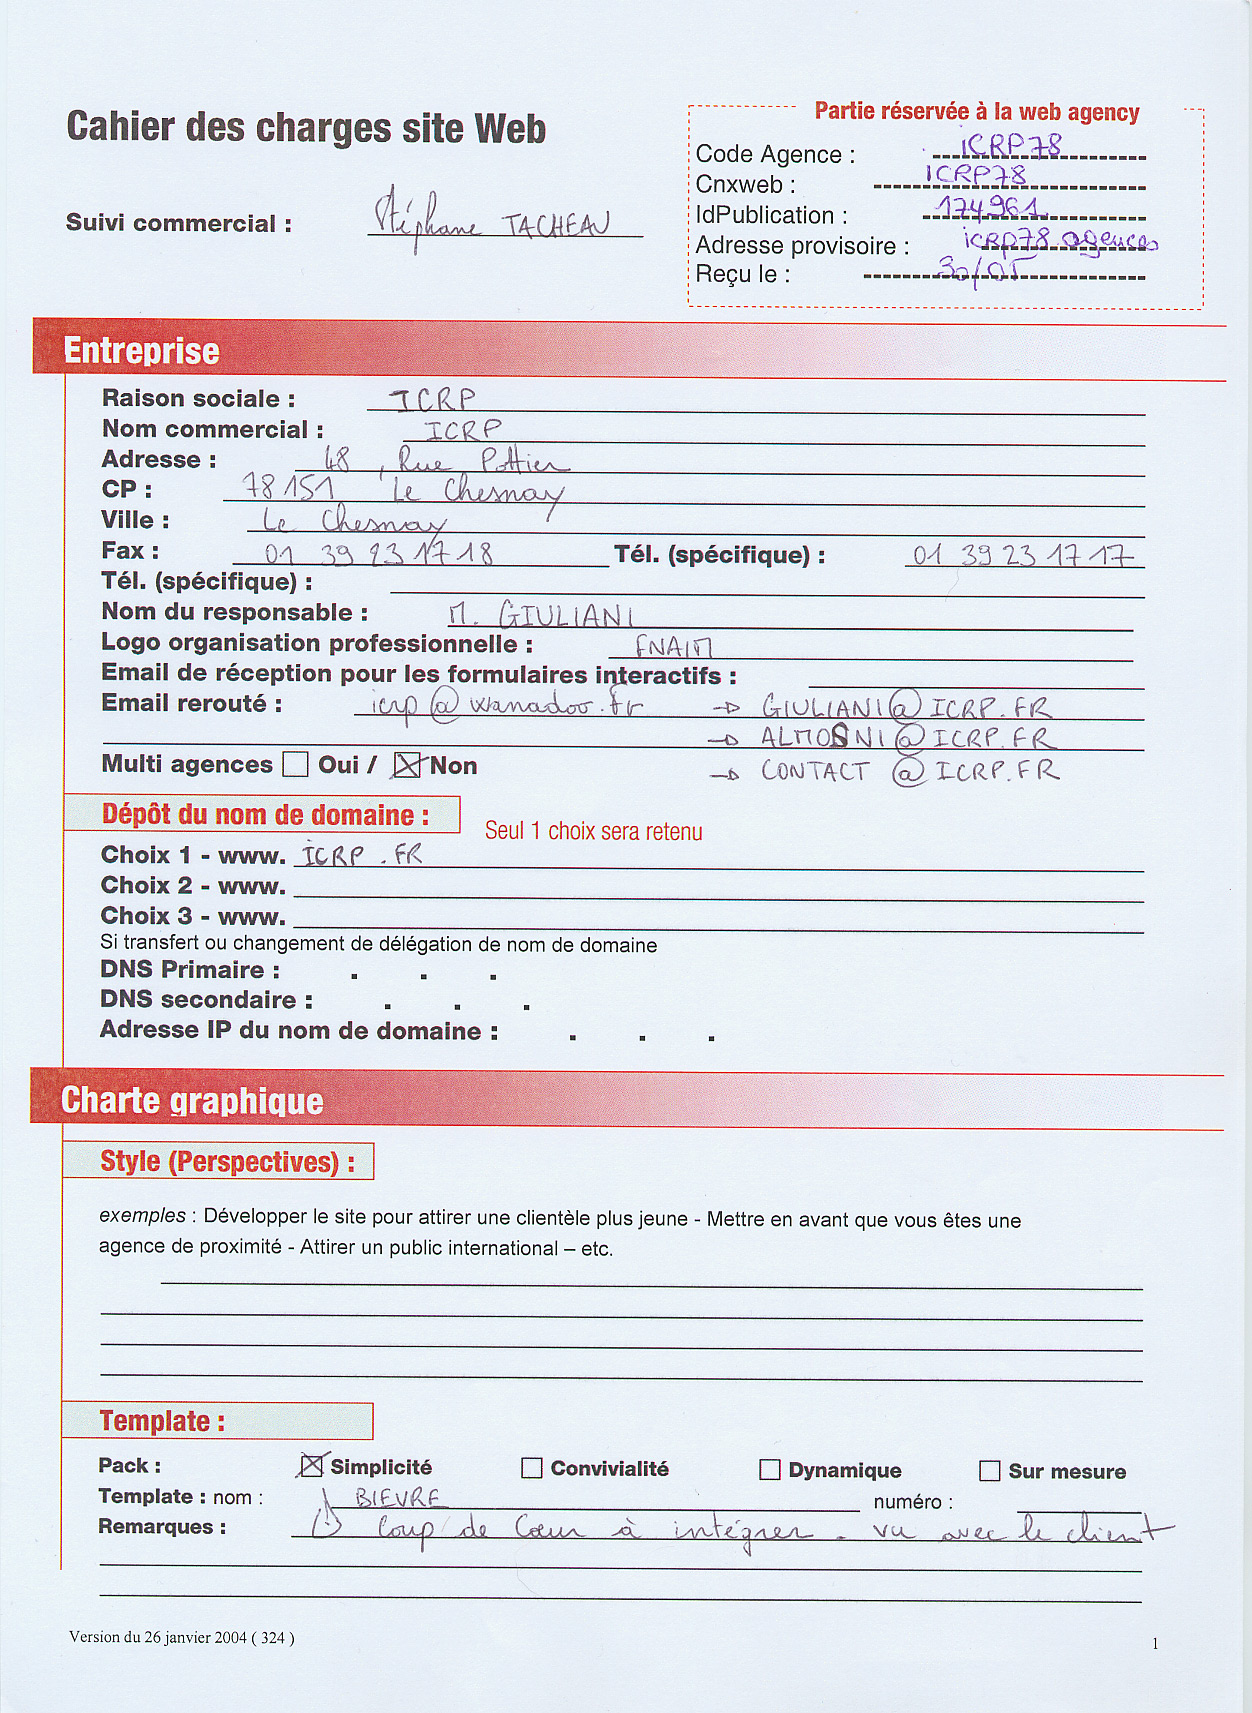 Cahier des charges site Web
Suivi commercial : Stéphane TACHEAU
Partie réservée à la web agency
Code Agence : iCRP78
Cnxweb : ICRP78
IdPublication : 174961
Adresse provisoire : icrp78.agences
Reçu le : 30/05
Entreprise
Raison sociale : ICRP
Nom commercial : ICRP
Adresse : 48, Rue Pottier
CP : 78151 Le Chesnay
Ville : Le Chesnay
Fax : 01 39 23 17 18 Tél. (spécifique) : 01 39 23 17 17
Tél. (spécifique) :
Nom du responsable : M. GIULIANI
Logo organisation professionnelle : FNAIM
Email de réception pour les formulaires interactifs :
Email rerouté : icrp@wanadoo.fr → GIULIANI@ICRP.FR
→ ALMOSNI@ICRP.FR
Multi agences ☐ Oui / ☒ Non → CONTACT @ICRP.FR
Dépôt du nom de domaine :
Seul 1 choix sera retenu
Choix 1 - www. ICRP.FR
Choix 2 - www.
Choix 3 - www.
Si transfert ou changement de délégation de nom de domaine
DNS Primaire : . . .
DNS secondaire : . . .
Adresse IP du nom de domaine : . . .
Charte graphique
Style (Perspectives) :
exemples : Développer le site pour attirer une clientèle plus jeune - Mettre en avant que vous êtes une
agence de proximité - Attirer un public international – etc.
Template :
Pack : ☒ Simplicité ☐ Convivialité ☐ Dynamique ☐ Sur mesure
Template : nom : BIEVRE numéro :
Remarques : Coup de Cœur à intégrer - vu avec le client
Version du 26 janvier 2004 ( 324 )
1